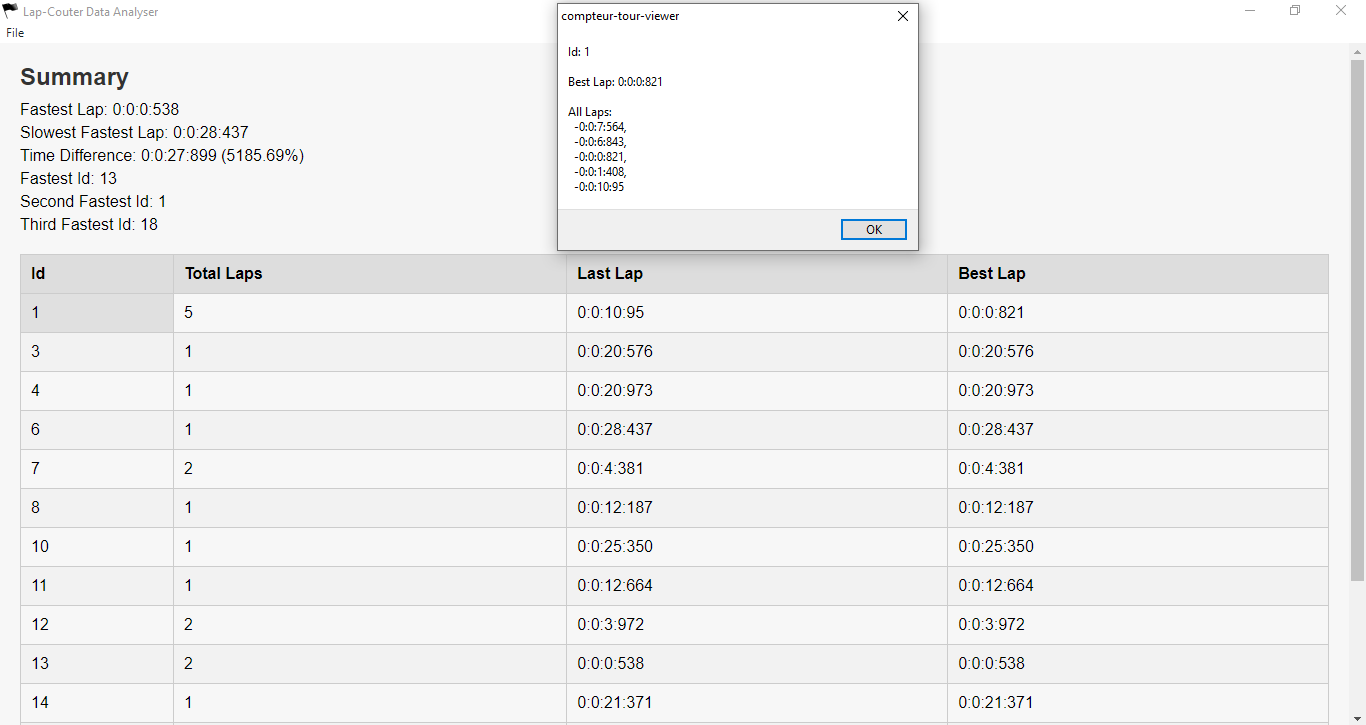 Lap-Couter Data Analyser
File
Summary
Fastest Lap: 0:0:0:538
Slowest Fastest Lap: 0:0:28:437
Time Difference: 0:0:27:899 (5185.69%)
Fastest Id: 13
Second Fastest Id: 1
Third Fastest Id: 18
compteur-tour-viewer
Id: 1
Best Lap: 0:0:0:821
All Laps:
-0:0:7:564,
-0:0:6:843,
-0:0:0:821,
-0:0:1:408,
-0:0:10:95
OK
Id Total Laps Last Lap Best Lap
1 5 0:0:10:95 0:0:0:821
3 1 0:0:20:576 0:0:20:576
4 1 0:0:20:973 0:0:20:973
6 1 0:0:28:437 0:0:28:437
7 2 0:0:4:381 0:0:4:381
8 1 0:0:12:187 0:0:12:187
10 1 0:0:25:350 0:0:25:350
11 1 0:0:12:664 0:0:12:664
12 2 0:0:3:972 0:0:3:972
13 2 0:0:0:538 0:0:0:538
14 1 0:0:21:371 0:0:21:371